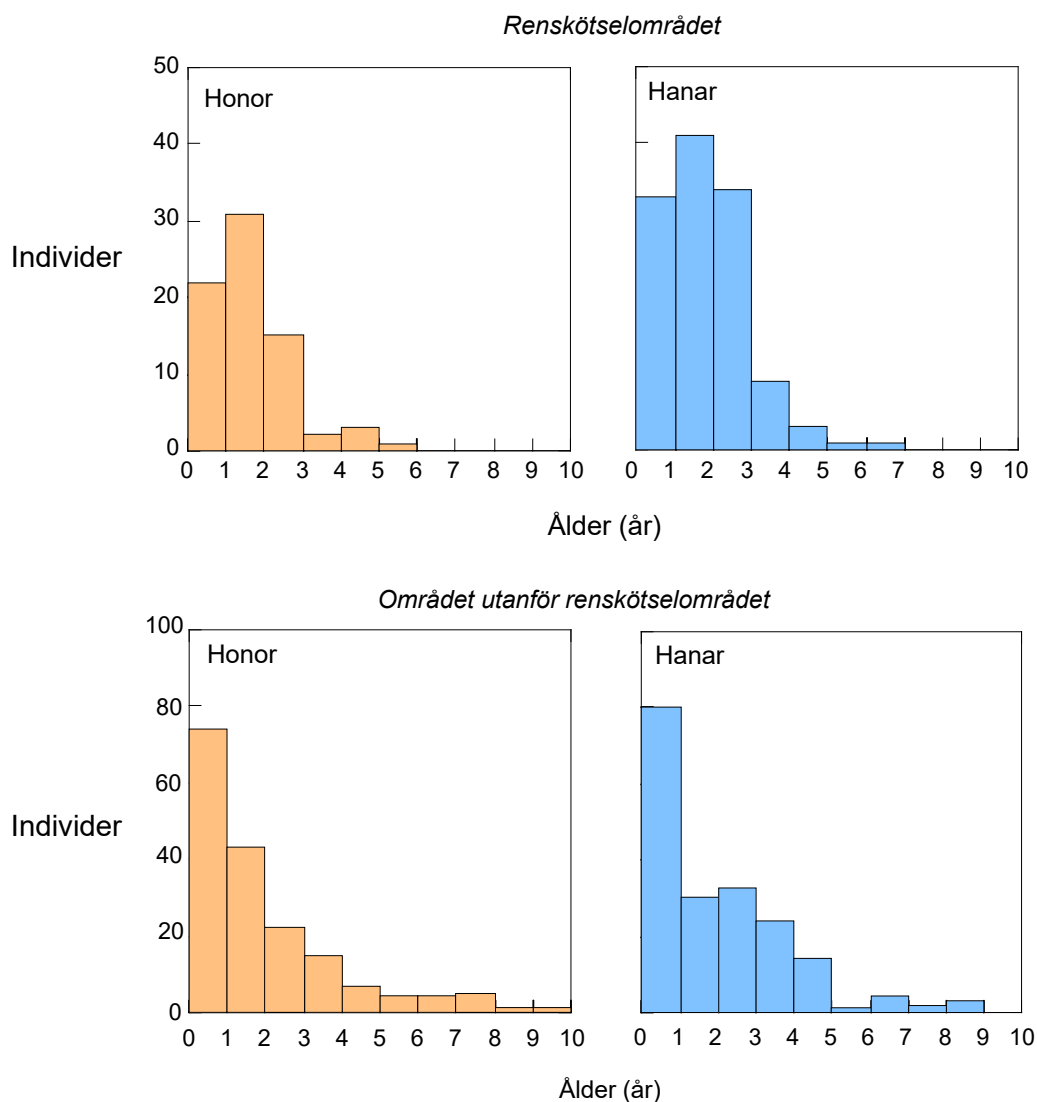 Renskötselområdet
50
40
30
20
10
0
Individer
Honor
Hanar
0 1 2 3 4 5 6 7 8 9 10
0 1 2 3 4 5 6 7 8 9 10
Ålder (år)
Området utanför renskötselområdet
100
80
60
40
20
0
Individer
Honor
Hanar
0 1 2 3 4 5 6 7 8 9 10
0 1 2 3 4 5 6 7 8 9 10
Ålder (år)